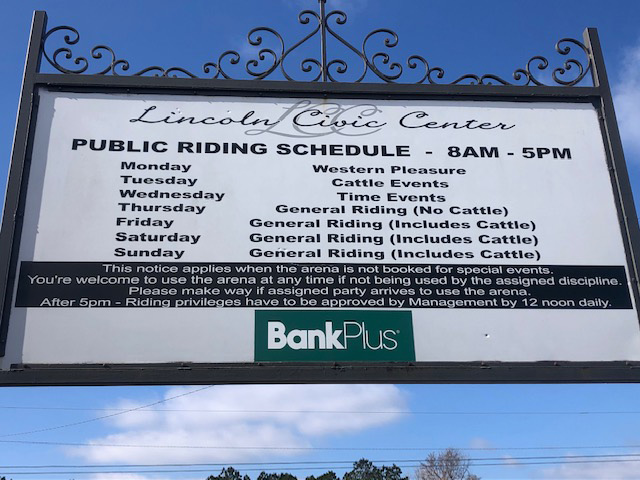 Lincoln Civic Center
LCC
PUBLIC RIDING SCHEDULE - 8AM - 5PM
Monday Western Pleasure
Tuesday Cattle Events
Wednesday Time Events
Thursday General Riding (No Cattle)
Friday General Riding (Includes Cattle)
Saturday General Riding (Includes Cattle)
Sunday General Riding (Includes Cattle)
This notice applies when the arena is not booked for special events.
You're welcome to use the arena at any time if not being used by the assigned discipline.
Please make way if assigned party arrives to use the arena.
After 5pm - Riding privileges have to be approved by Management by 12 noon daily.
BankPlus®